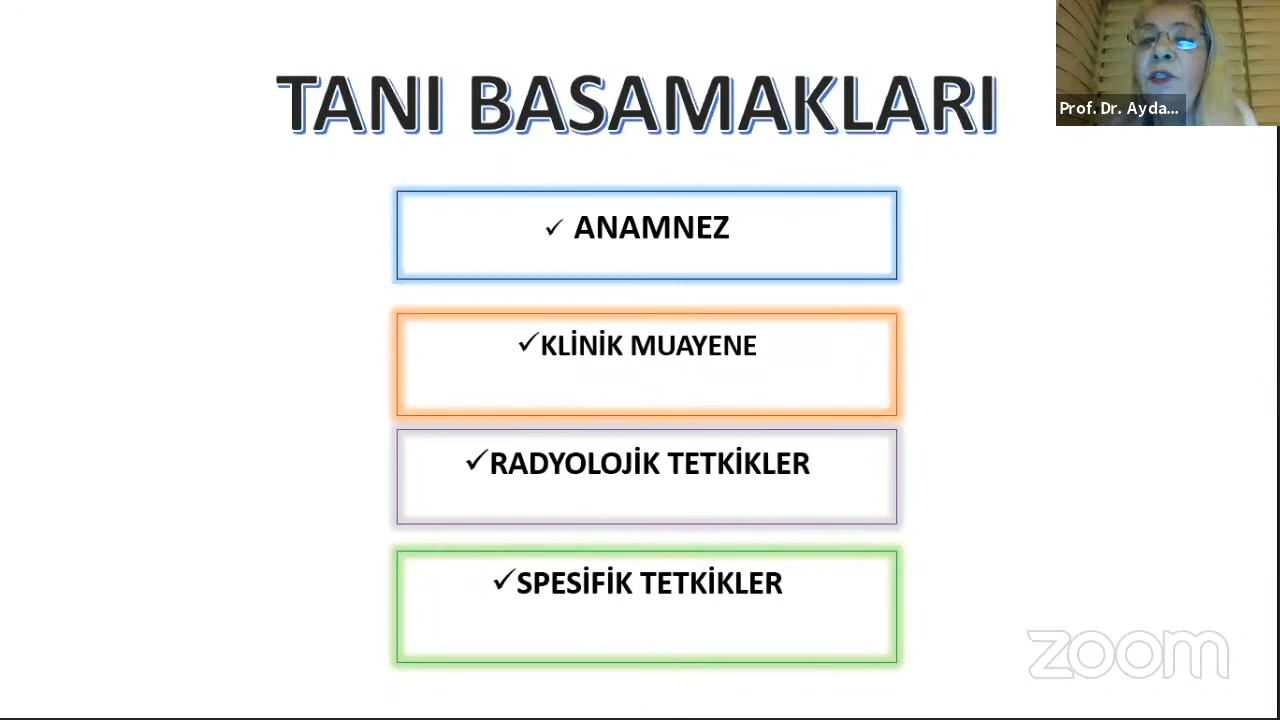 TANI BASAMAKLARI
Prof. Dr. Ayda...
✓ ANAMNEZ
✓KLİNİK MUAYENE
✓RADYOLOJİK TETKİKLER
✓SPESİFİK TETKİKLER
zoom